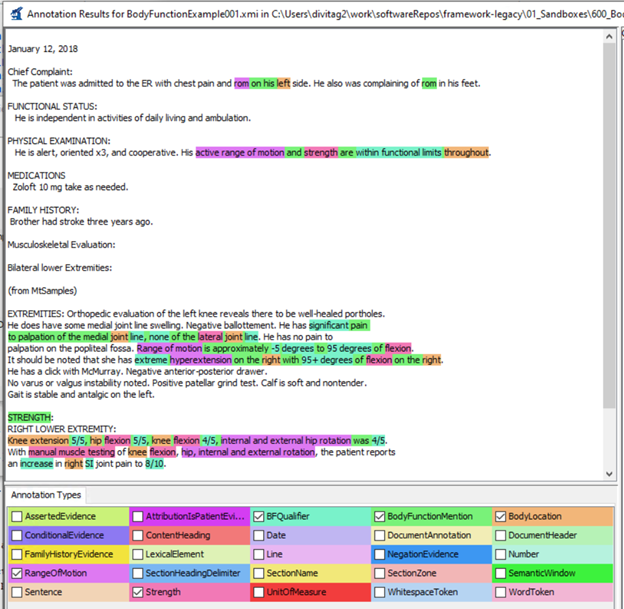 Annotation Results for BodyFunctionExample001.xmi in C:\Users\divitag2\work\softwareRepos\framework-legacy\01_Sandboxes\600_Bo
January 12, 2018
Chief Complaint:
The patient was admitted to the ER with chest pain and rom on his left side. He also was complaining of rom in his feet.
FUNCTIONAL STATUS:
He is independent in activities of daily living and ambulation.
PHYSICAL EXAMINATION:
He is alert, oriented x3, and cooperative. His active range of motion and strength are within functional limits throughout.
MEDICATIONS
Zoloft 10 mg take as needed.
FAMILY HISTORY:
Brother had stroke three years ago.
Musculoskeletal Evaluation:
Bilateral lower Extremities:
(from MtSamples)
EXTREMITIES: Orthopedic evaluation of the left knee reveals there to be well-healed portholes.
He does have some medial joint line swelling. Negative ballottement. He has significant pain
to palpation of the medial joint line, none of the lateral joint line. He has no pain to
palpation on the popliteal fossa. Range of motion is approximately -5 degrees to 95 degrees of flexion.
It should be noted that she has extreme hyperextension on the right with 95+ degrees of flexion on the right.
He has a click with McMurray. Negative anterior-posterior drawer.
No varus or valgus instability noted. Positive patellar grind test. Calf is soft and nontender.
Gait is stable and antalgic on the left.
STRENGTH:
RIGHT LOWER EXTREMITY:
Knee extension 5/5, hip flexion 5/5, knee flexion 4/5, internal and external hip rotation was 4/5.
With manual muscle testing of knee flexion, hip, internal and external rotation, the patient reports
an increase in right SI joint pain to 8/10.
Annotation Types
AssertedEvidence AttributionIsPatientEvi... BFQualifier BodyFunctionMention BodyLocation
ConditionalEvidence ContentHeading Date DocumentAnnotation DocumentHeader
FamilyHistoryEvidence LexicalElement Line NegationEvidence Number
RangeOfMotion SectionHeadingDelimiter SectionName SectionZone SemanticWindow
Sentence Strength UnitOfMeasure WhitespaceToken WordToken